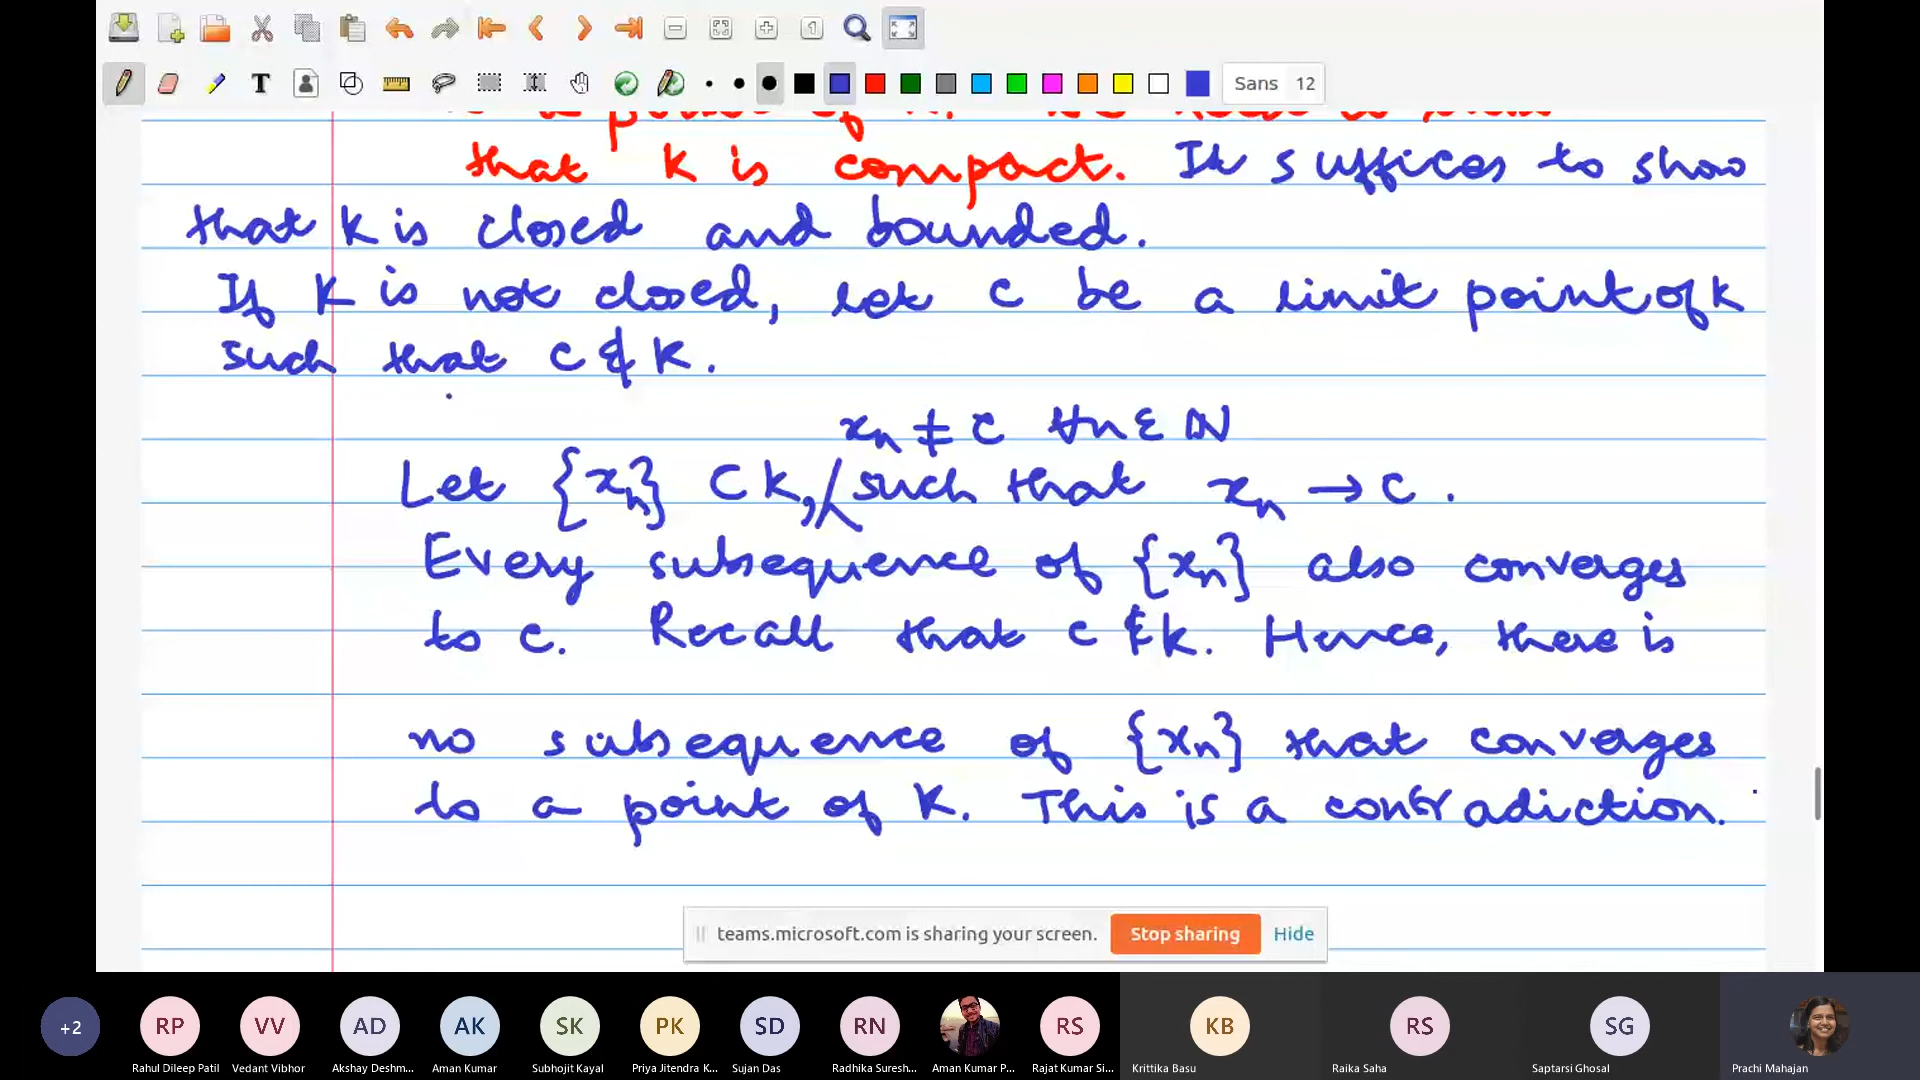 Sans 12
that K is compact. It suffices to show
that K is closed and bounded.
If K is not closed, let c be a limit point of K
such that c ∉ K.
xn ≠ c ∀n ∈ ℕ
Let {xn} ⊂ K, such that xn → c.
Every subsequence of {xn} also converges
to c. Recall that c ∉ K. Hence, there is
no subsequence of {xn} that converges
to a point of K. This is a contradiction.
teams.microsoft.com is sharing your screen. Stop sharing Hide
+2 RP VV AD AK SK PK SD RN RS KB RS SG
Rahul Dileep Patil Vedant Vibhor Akshay Deshm... Aman Kumar Subhojit Kayal Priya Jitendra K... Sujan Das Radhika Suresh... Aman Kumar P... Rajat Kumar Si... Krittika Basu Raika Saha Saptarsi Ghosal Prachi Mahajan